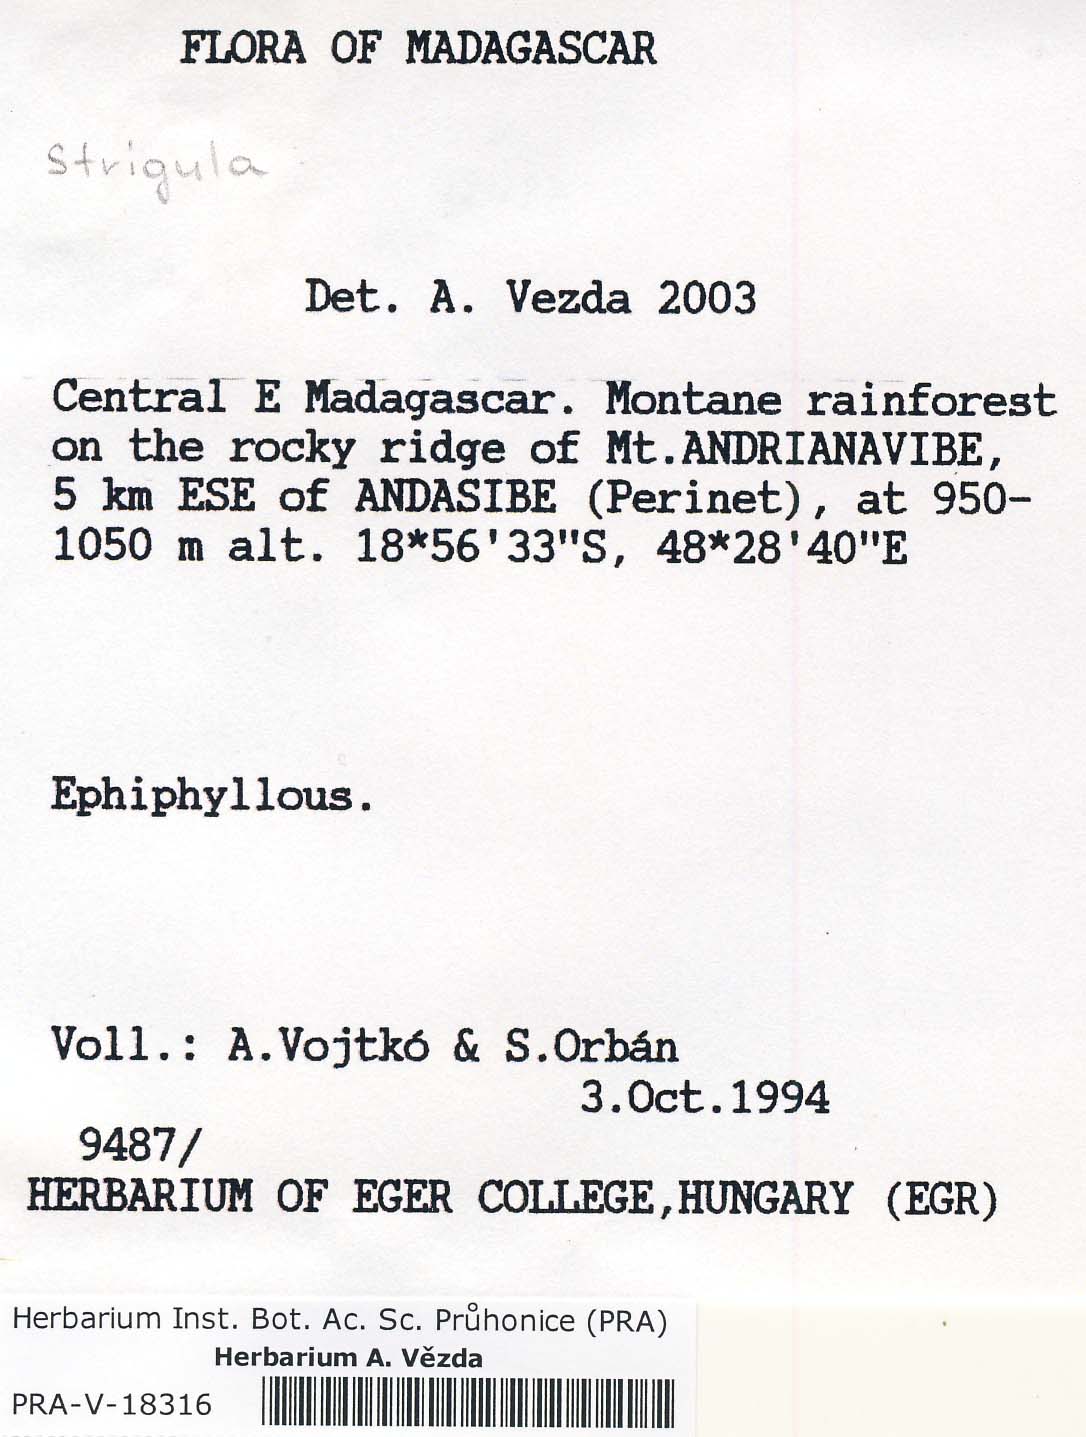 FLORA OF MADAGASCAR
Strigula
Det. A. Vezda 2003
Central E Madagascar. Montane rainforest
on the rocky ridge of Mt.ANDRIANAVIBE,
5 km ESE of ANDASIBE (Perinet), at 950-
1050 m alt. 18*56'33"S, 48*28'40"E
Ephiphyllous.
Voll.: A.Vojtkó & S.Orbán
3.Oct.1994
9487/
HERBARIUM OF EGER COLLEGE,HUNGARY (EGR)
Herbarium Inst. Bot. Ac. Sc. Průhonice (PRA)
Herbarium A. Vězda
PRA-V-18316